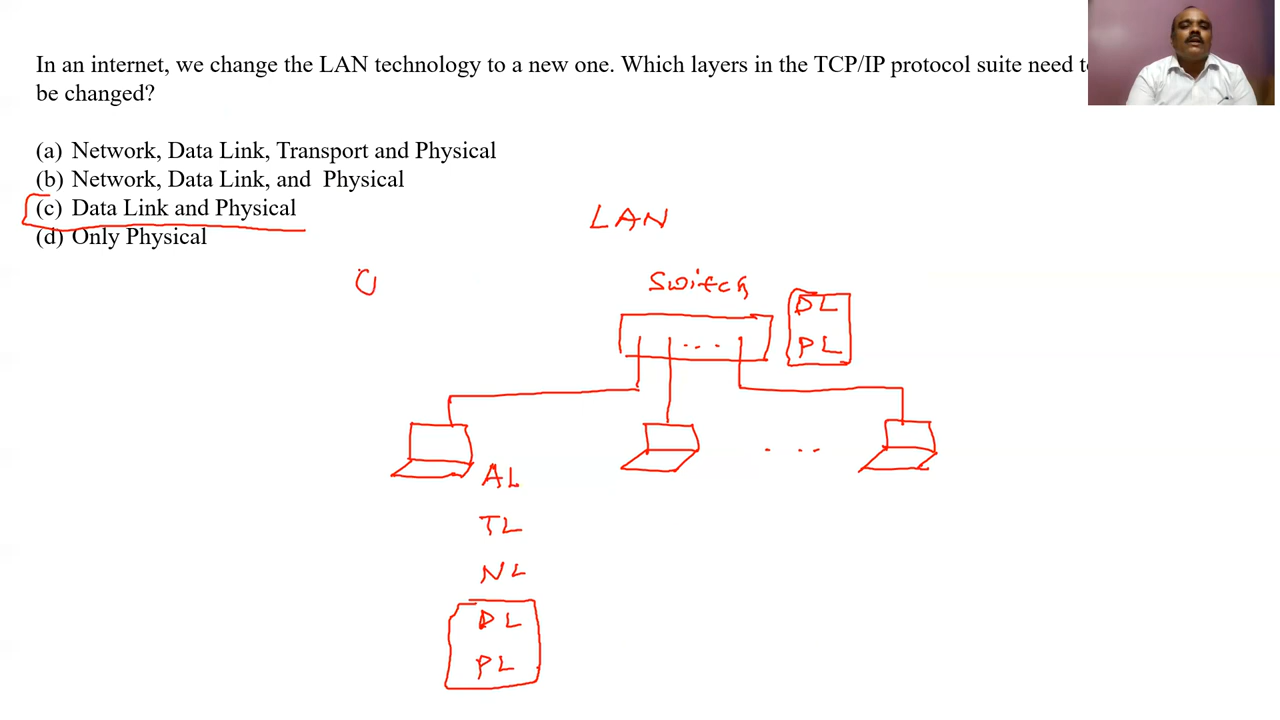 In an internet, we change the LAN technology to a new one. Which layers in the TCP/IP protocol suite need to
be changed?
(a) Network, Data Link, Transport and Physical
(b) Network, Data Link, and Physical
(c) Data Link and Physical
(d) Only Physical
LAN
Switch
DL
PL
...
...
AL
TL
NL
DL
PL